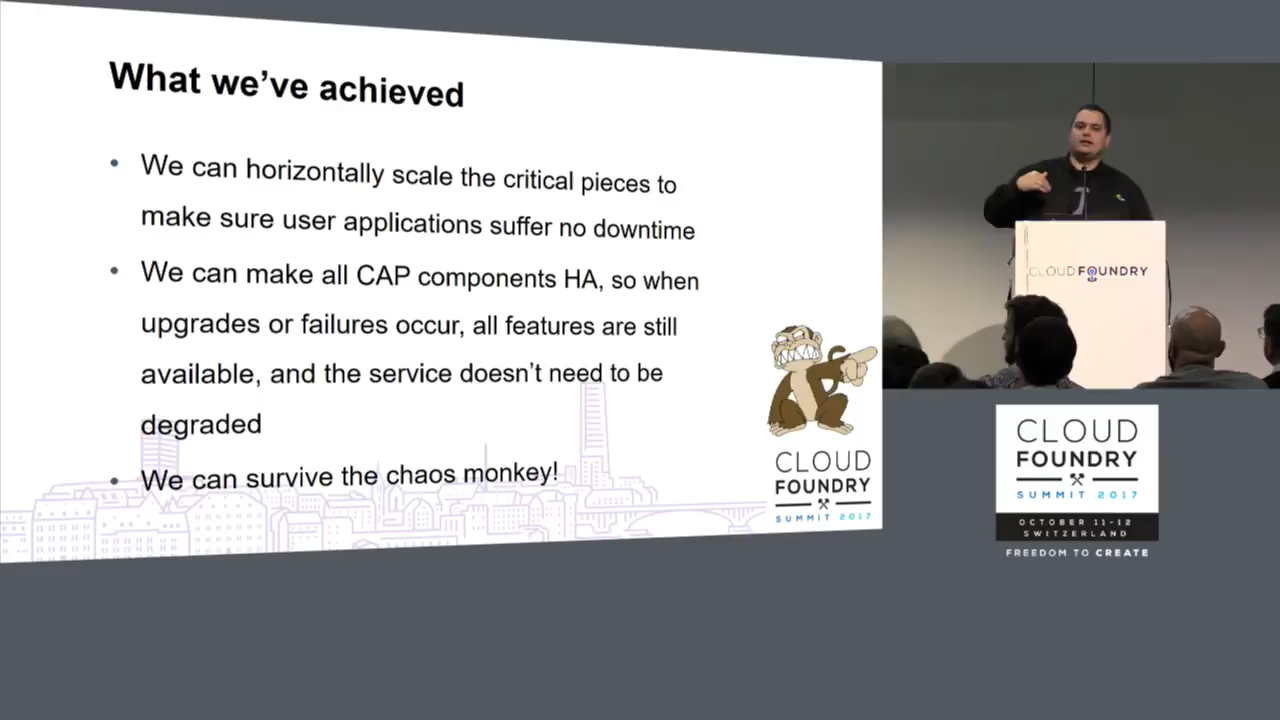 What we've achieved
• We can horizontally scale the critical pieces to
make sure user applications suffer no downtime
• We can make all CAP components HA, so when
upgrades or failures occur, all features are still
available, and the service doesn't need to be
degraded
• We can survive the chaos monkey!
CLOUD
FOUNDRY
SUMMIT 2017
CLOUD FOUNDRY
CLOUD
FOUNDRY
SUMMIT 2017
OCTOBER 11-12
SWITZERLAND
FREEDOM TO CREATE